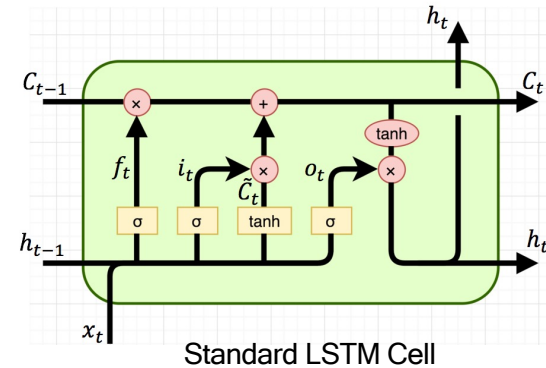 h_t
C_{t-1} × + C_t
tanh
f_t i_t × o_t ×
C̃_t
σ σ tanh σ
h_{t-1} h_t
x_t
Standard LSTM Cell